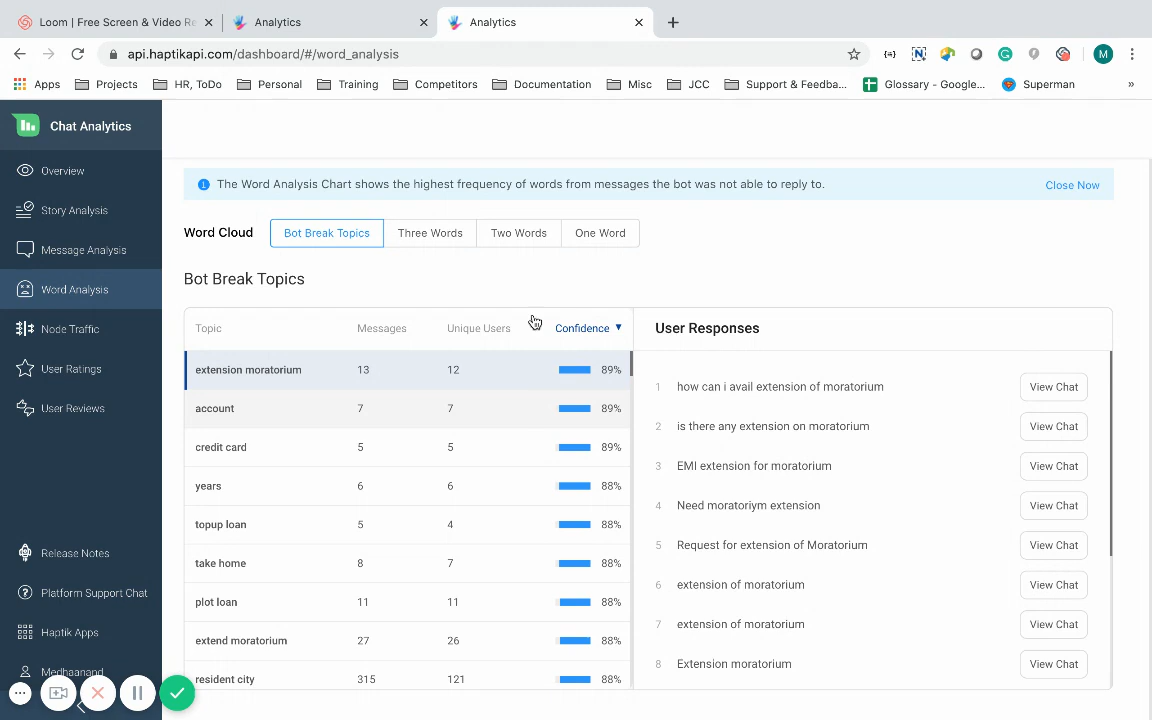 Loom | Free Screen & Video Re
Analytics
Analytics
api.haptikapi.com/dashboard/#/word_analysis
M
Apps
Projects
HR, ToDo
Personal
Training
Competitors
Documentation
Misc
JCC
Support & Feedba...
Glossary - Google...
Superman
»
Chat Analytics
Overview
Story Analysis
Message Analysis
Word Analysis
Node Traffic
User Ratings
User Reviews
Release Notes
Platform Support Chat
Haptik Apps
Medhaanand
The Word Analysis Chart shows the highest frequency of words from messages the bot was not able to reply to.
Close Now
Word Cloud
Bot Break Topics
Three Words
Two Words
One Word
Bot Break Topics
Topic Messages Unique Users Confidence ▼
extension moratorium 13 12 89%
account 7 7 89%
credit card 5 5 89%
years 6 6 88%
topup loan 5 4 88%
take home 8 7 88%
plot loan 11 11 88%
extend moratorium 27 26 88%
resident city 315 121 88%
User Responses
1 how can i avail extension of moratorium View Chat
2 is there any extension on moratorium View Chat
3 EMI extension for moratorium View Chat
4 Need moratoriym extension View Chat
5 Request for extension of Moratorium View Chat
6 extension of moratorium View Chat
7 extension of moratorium View Chat
8 Extension moratorium View Chat